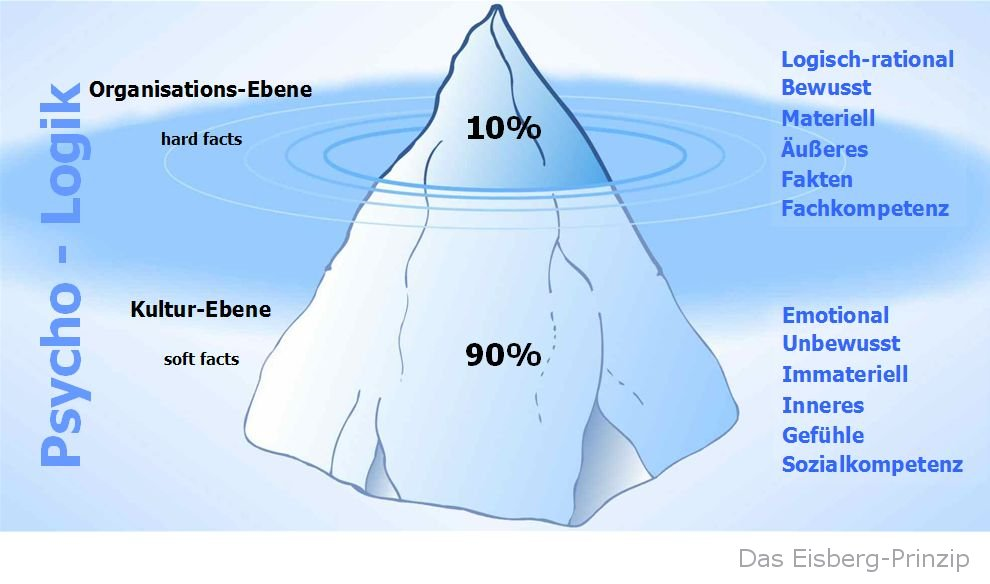 Psycho - Logik
Organisations-Ebene
hard facts
10%
Logisch-rational
Bewusst
Materiell
Äußeres
Fakten
Fachkompetenz
Kultur-Ebene
soft facts
90%
Emotional
Unbewusst
Immateriell
Inneres
Gefühle
Sozialkompetenz
Das Eisberg-Prinzip